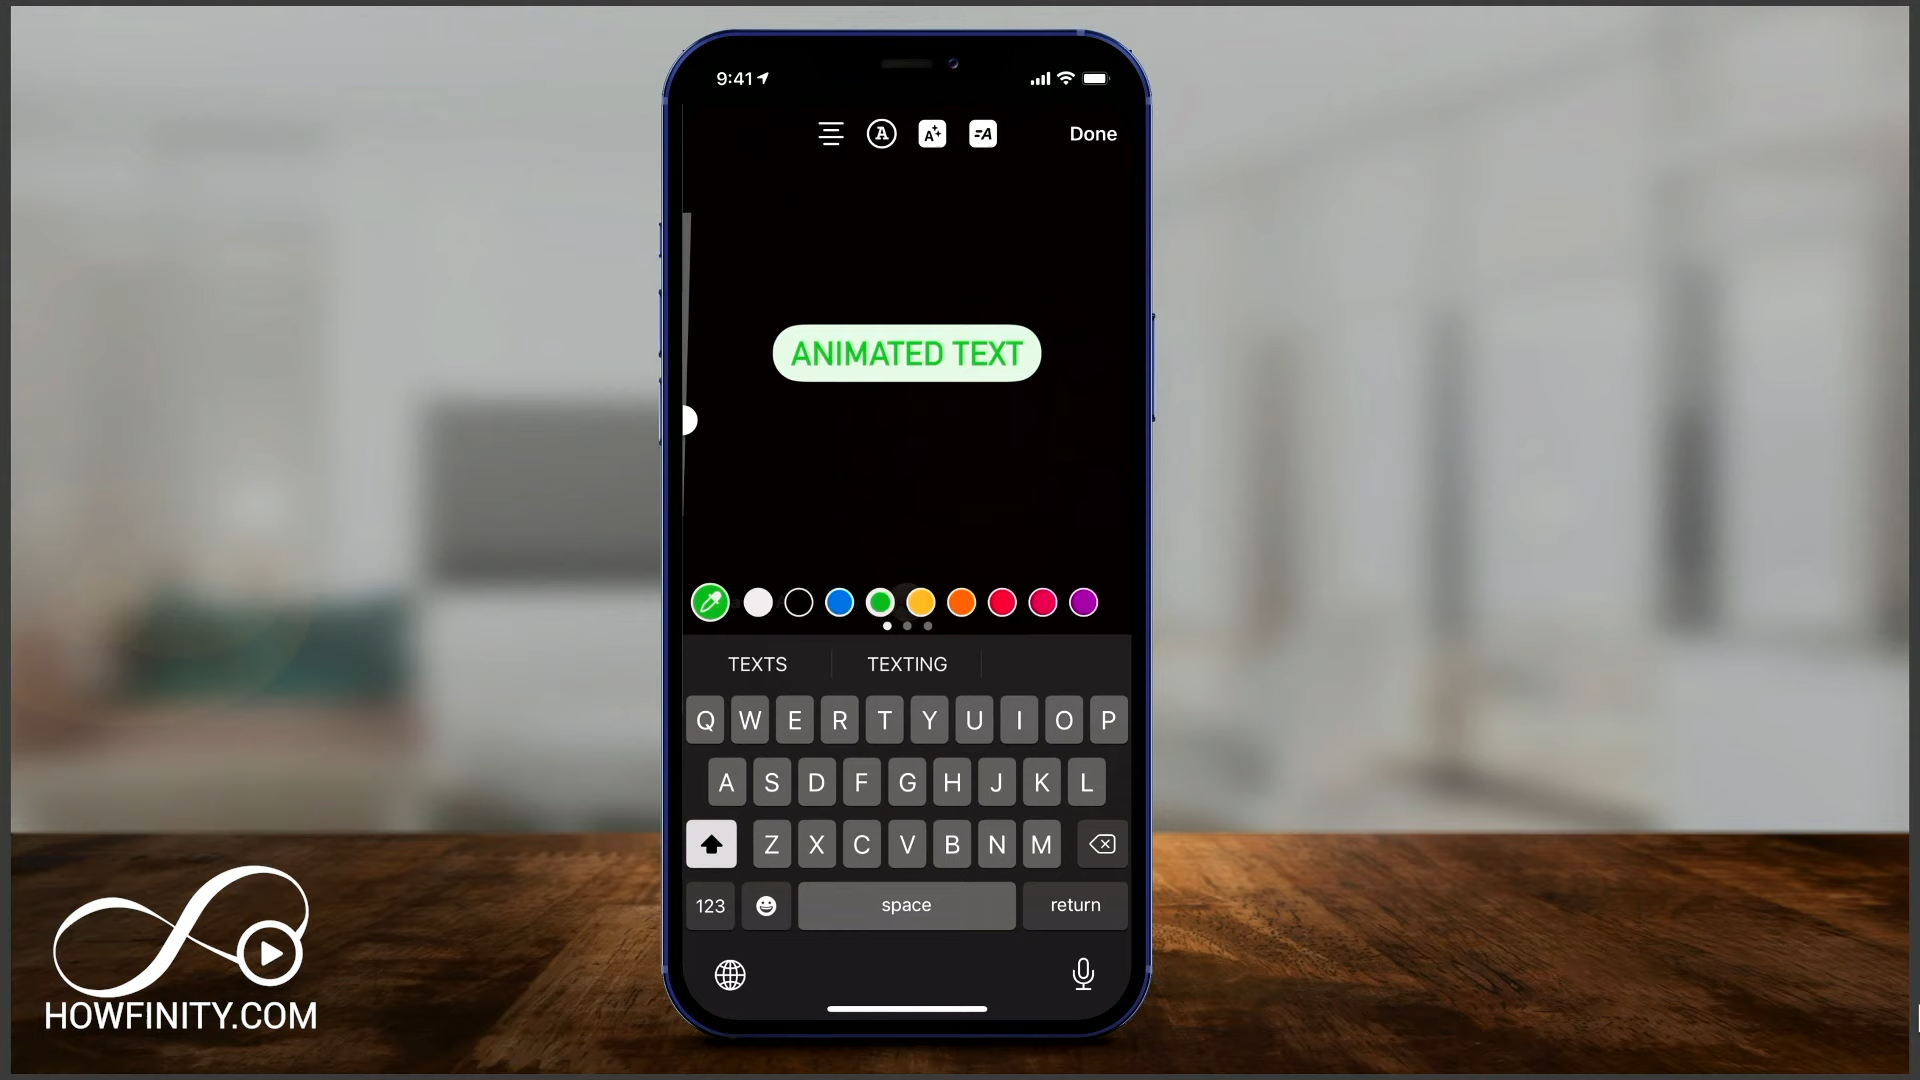 9:41
A
A
=A
Done
ANIMATED TEXT
TEXTS
TEXTING
Q W E R T Y U I O P
A S D F G H J K L
Z X C V B N M
123
space
return
HOWFINITY.COM